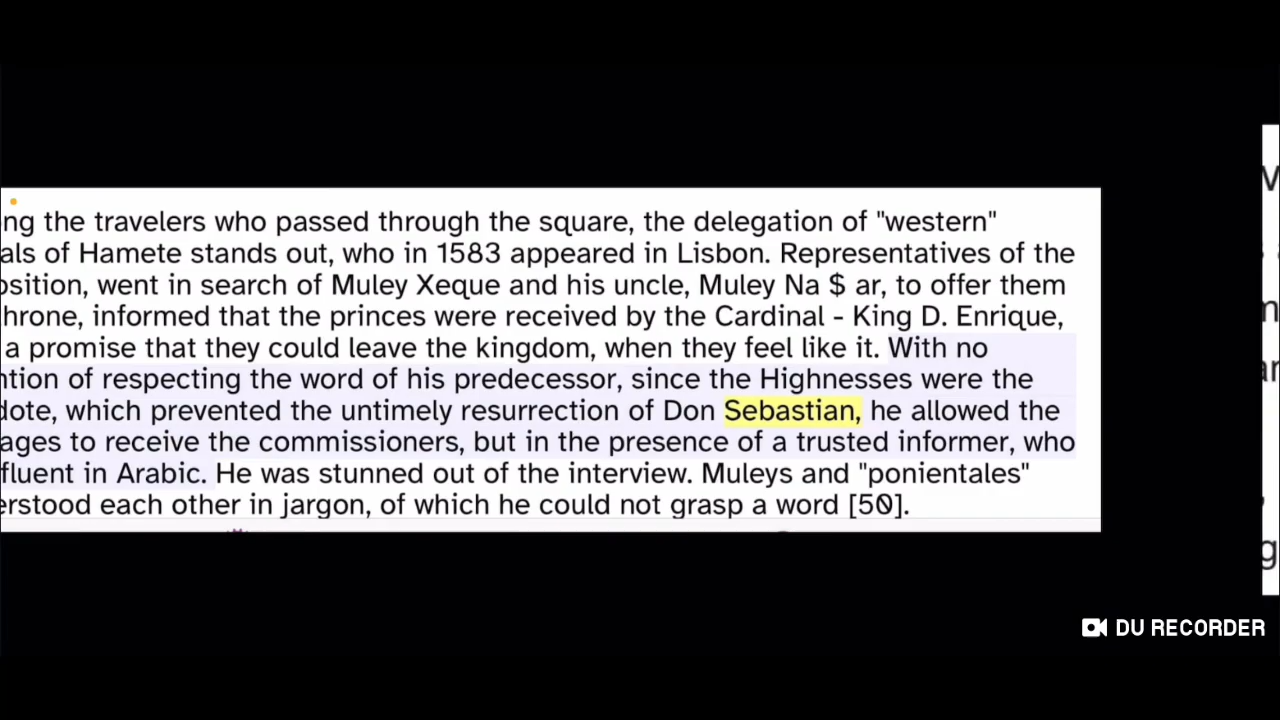 ng the travelers who passed through the square, the delegation of "western"
als of Hamete stands out, who in 1583 appeared in Lisbon. Representatives of the
osition, went in search of Muley Xeque and his uncle, Muley Na $ ar, to offer them
hrone, informed that the princes were received by the Cardinal - King D. Enrique,
a promise that they could leave the kingdom, when they feel like it. With no
ntion of respecting the word of his predecessor, since the Highnesses were the
dote, which prevented the untimely resurrection of Don Sebastian, he allowed the
ages to receive the commissioners, but in the presence of a trusted informer, who
fluent in Arabic. He was stunned out of the interview. Muleys and "ponientales"
erstood each other in jargon, of which he could not grasp a word [50].
DU RECORDER